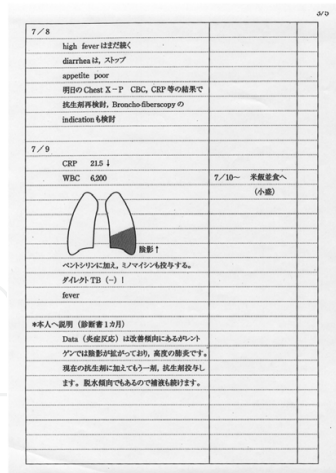 3/5
7/8
high fever はまだ続く
diarrhea は, ストップ
appetite poor
明日の Chest X-P CBC, CRP 等の結果で
抗生剤再検討, Broncho-fiberscopy の
indication も検討
7/9
CRP 21.5 ↓
WBC 6,200
7/10〜 米飯並食へ
(小盛)
陰影↑
ペントシリンに加え, ミノマイシンも投与する。
ダイレクト TB (−) !
fever
*本人へ説明 (診断書1カ月)
Data (炎症反応) は改善傾向にあるがレント
ゲンでは陰影が拡がっており, 高度の肺炎です。
現在の抗生剤に加えてもう一剤, 抗生剤投与し
ます。脱水傾向でもあるので補液も続けます。